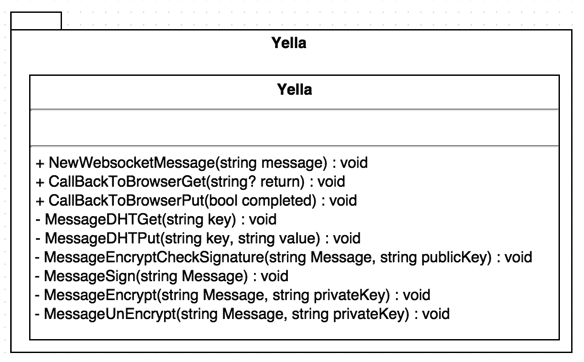 Yella
Yella
+ NewWebsocketMessage(string message) : void
+ CallBackToBrowserGet(string? return) : void
+ CallBackToBrowserPut(bool completed) : void
- MessageDHTGet(string key) : void
- MessageDHTPut(string key, string value) : void
- MessageEncryptCheckSignature(string Message, string publicKey) : void
- MessageSign(string Message) : void
- MessageEncrypt(string Message, string privateKey) : void
- MessageUnEncrypt(string Message, string privateKey) : void